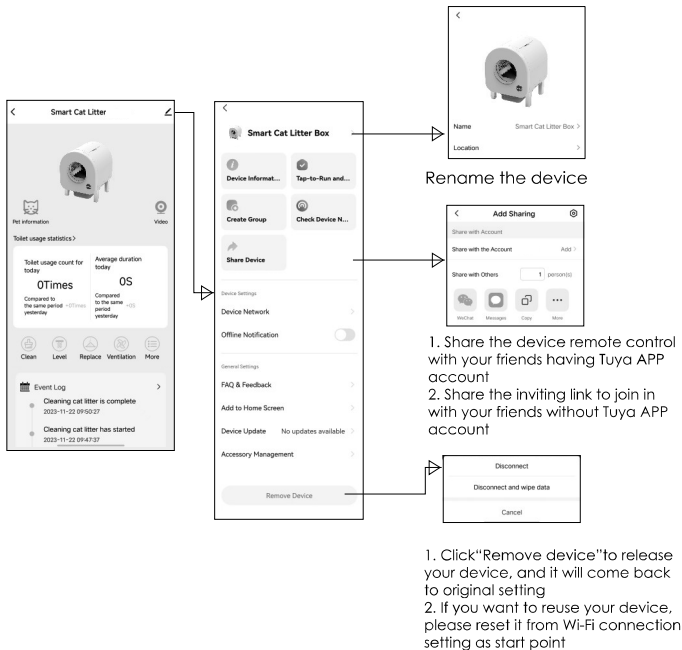 Smart Cat Litter
Pet information
Video
Toilet usage statistics >
Toilet usage count for
today
0Times
Compared to
the same period +0Times
yesterday
Average duration
today
0S
Compared
to the same +0S
period
yesterday
Clean Level Replace Ventilation More
Event Log
Cleaning cat litter is complete
2023-11-22 09:50:27
Cleaning cat litter has started
2023-11-22 09:47:37
Smart Cat Litter Box
Device Informat...
Tap-to-Run and...
Create Group
Check Device N...
Share Device
Device Settings
Device Network
Offline Notification
General Settings
FAQ & Feedback
Add to Home Screen
Device Update No updates available
Accessory Management
Remove Device
Name Smart Cat Litter Box
Location
Rename the device
Add Sharing
Share with Account
Share with the Account Add
Share with Others 1 person(s)
WeChat Messages Copy More
1. Share the device remote control
with your friends having Tuya APP
account
2. Share the inviting link to join in
with your friends without Tuya APP
account
Disconnect
Disconnect and wipe data
Cancel
1. Click“Remove device”to release
your device, and it will come back
to original setting
2. If you want to reuse your device,
please reset it from Wi-Fi connection
setting as start point